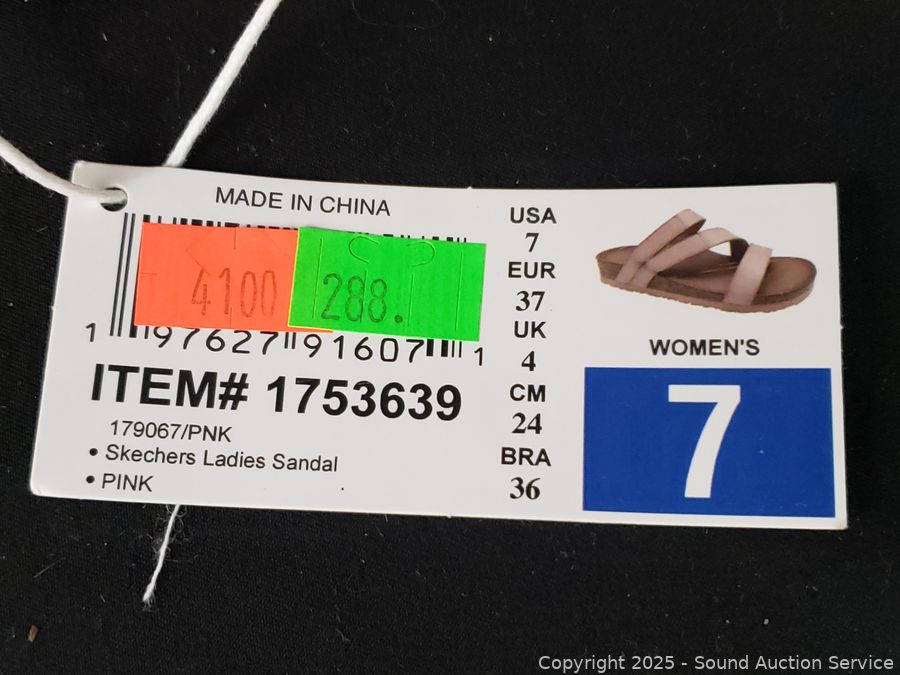 MADE IN CHINA
4100
288.
1 97627 91607 1
ITEM# 1753639
179067/PNK
• Skechers Ladies Sandal
• PINK
USA
7
EUR
37
UK
4
CM
24
BRA
36
WOMEN'S
7
Copyright 2025 - Sound Auction Service